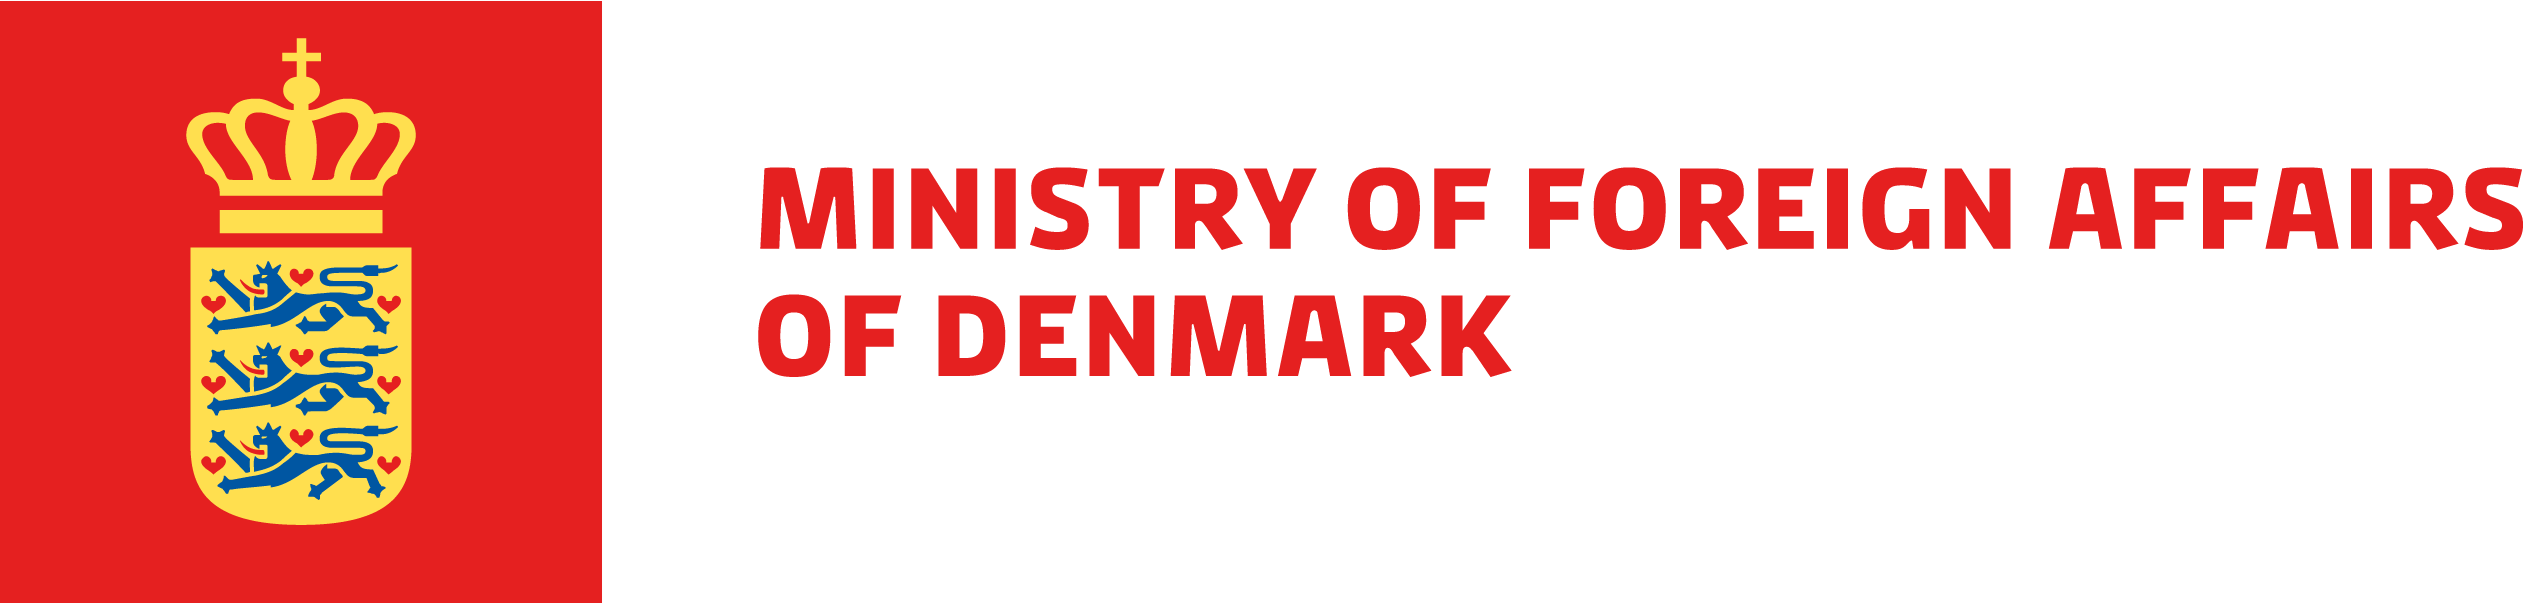 MINISTRY OF FOREIGN AFFAIRS
OF DENMARK